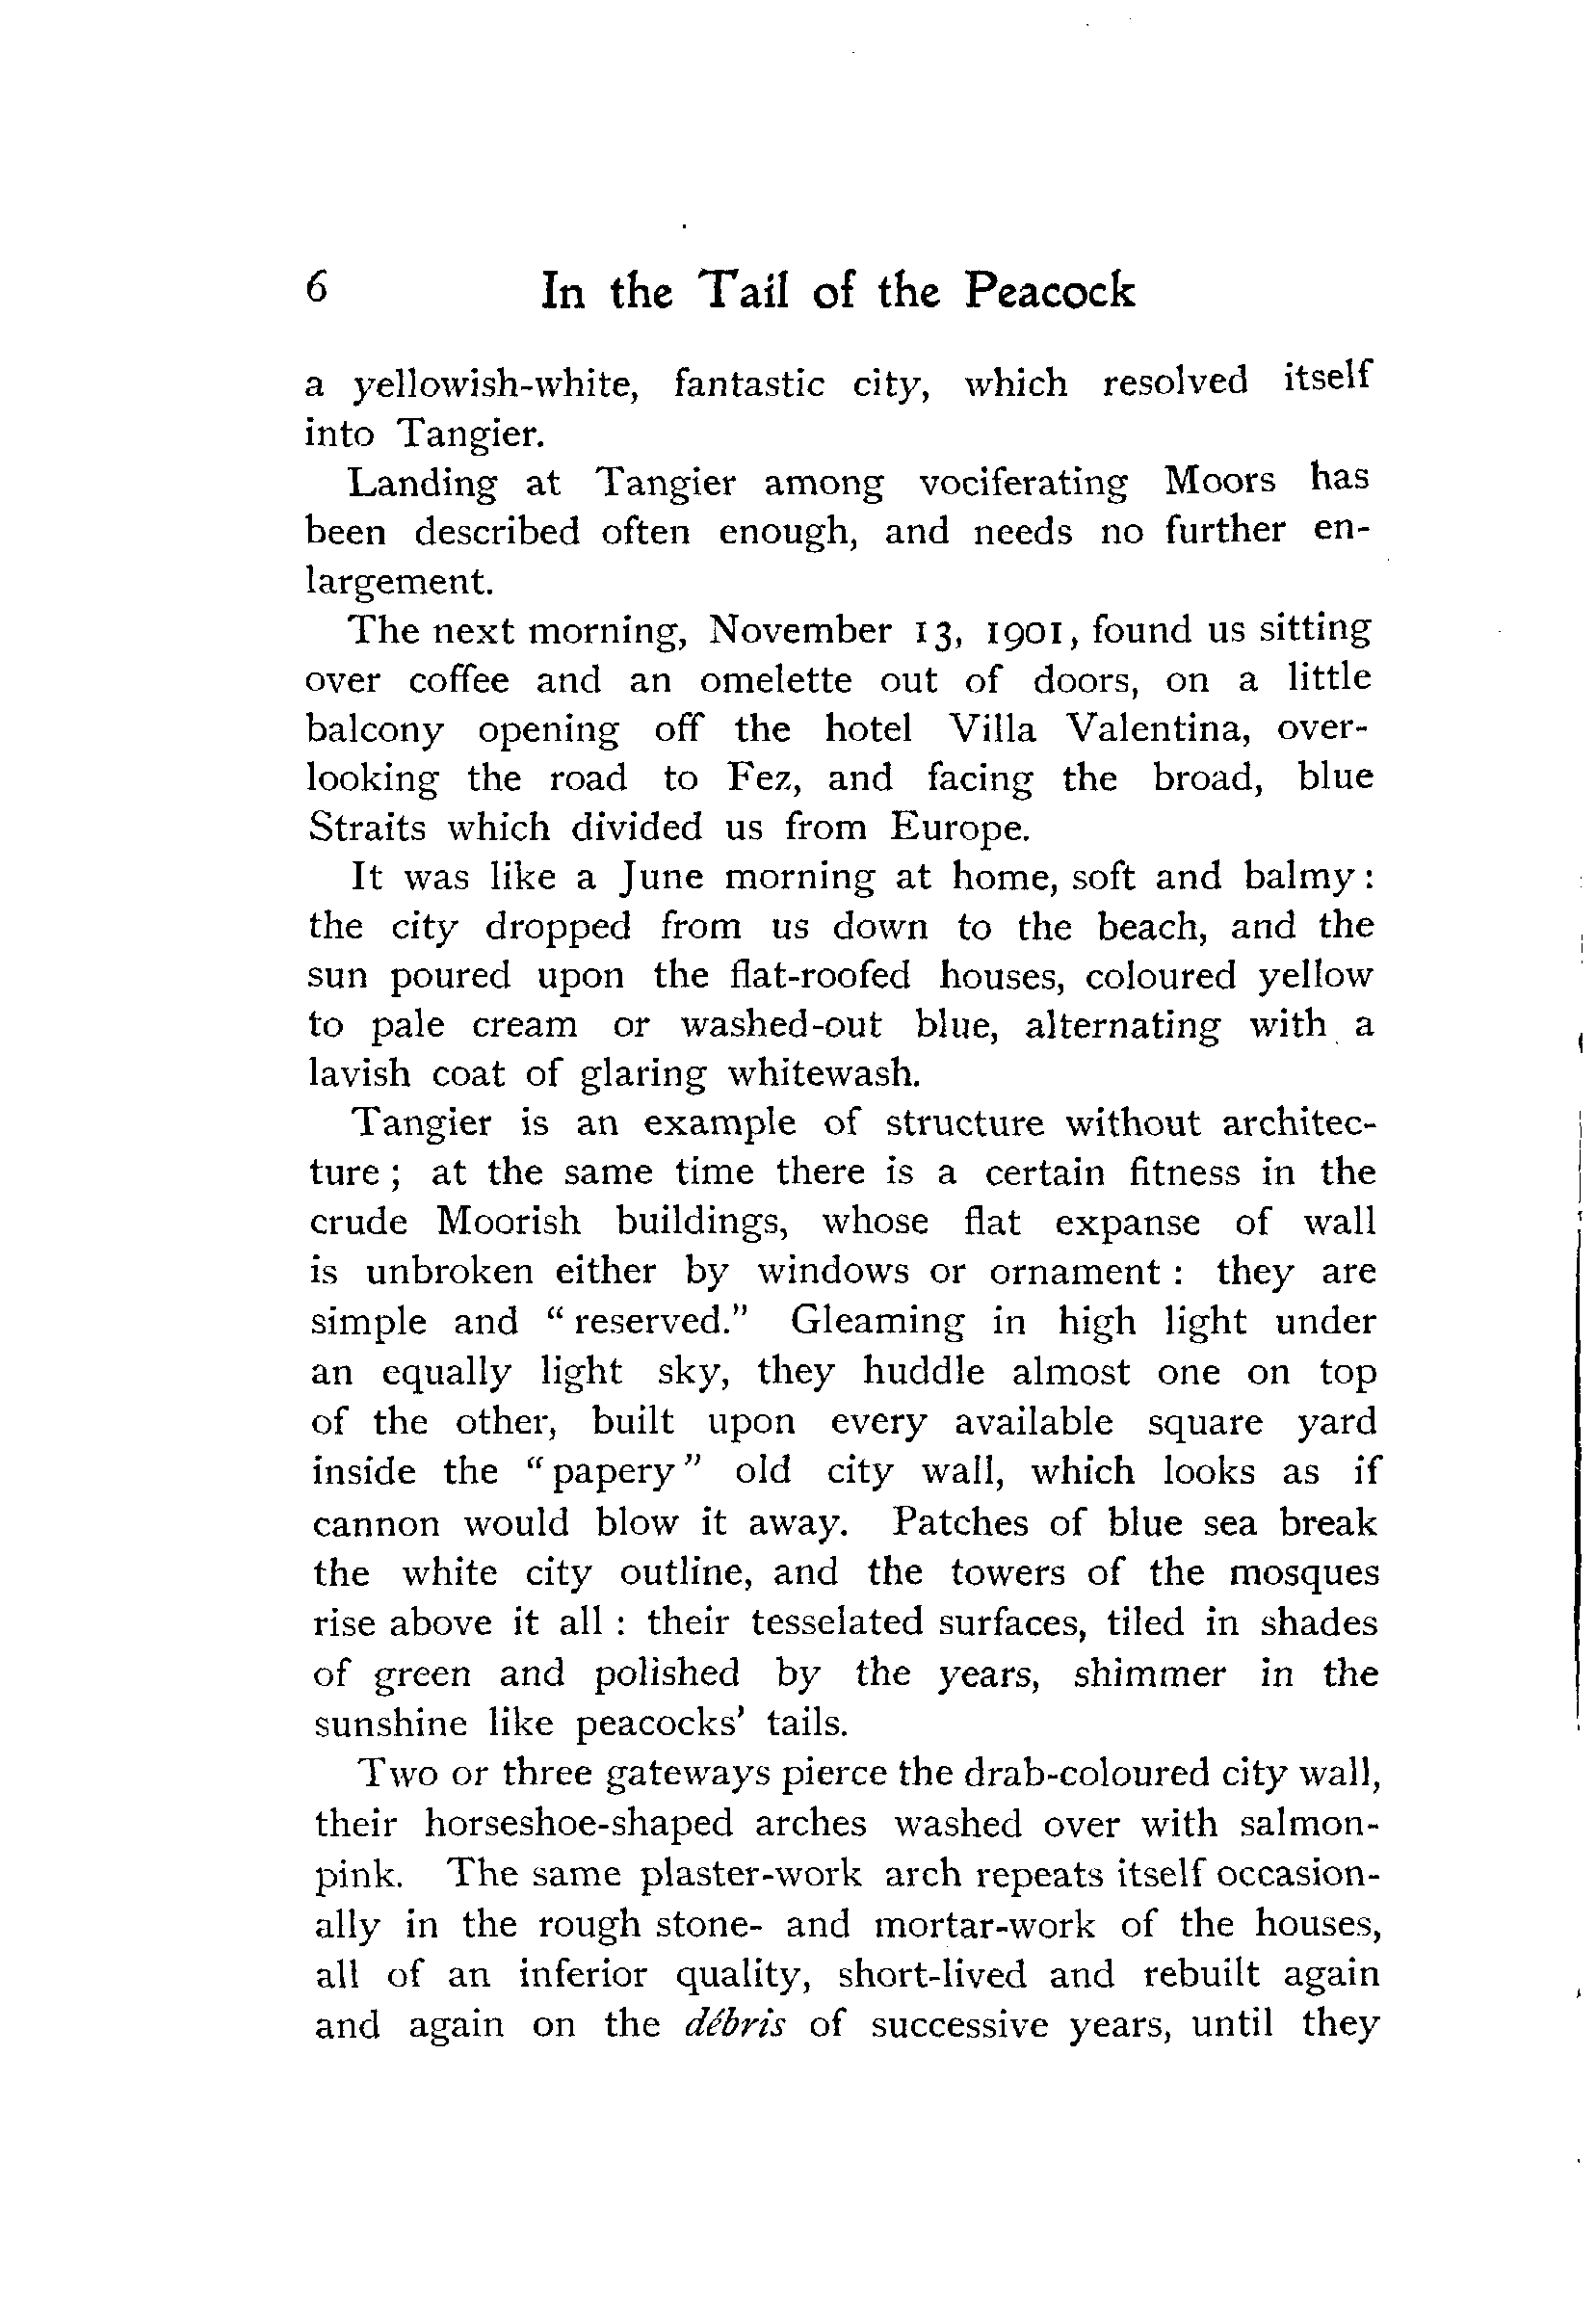 6 In the Tail of the Peacock
a yellowish-white, fantastic city, which resolved itself
into Tangier.
Landing at Tangier among vociferating Moors has
been described often enough, and needs no further en-
largement.
The next morning, November 13, 1901, found us sitting
over coffee and an omelette out of doors, on a little
balcony opening off the hotel Villa Valentina, over-
looking the road to Fez, and facing the broad, blue
Straits which divided us from Europe.
It was like a June morning at home, soft and balmy:
the city dropped from us down to the beach, and the
sun poured upon the flat-roofed houses, coloured yellow
to pale cream or washed-out blue, alternating with a
lavish coat of glaring whitewash.
Tangier is an example of structure without architec-
ture; at the same time there is a certain fitness in the
crude Moorish buildings, whose flat expanse of wall
is unbroken either by windows or ornament: they are
simple and "reserved." Gleaming in high light under
an equally light sky, they huddle almost one on top
of the other, built upon every available square yard
inside the "papery" old city wall, which looks as if
cannon would blow it away. Patches of blue sea break
the white city outline, and the towers of the mosques
rise above it all: their tesselated surfaces, tiled in shades
of green and polished by the years, shimmer in the
sunshine like peacocks' tails.
Two or three gateways pierce the drab-coloured city wall,
their horseshoe-shaped arches washed over with salmon-
pink. The same plaster-work arch repeats itself occasion-
ally in the rough stone- and mortar-work of the houses,
all of an inferior quality, short-lived and rebuilt again
and again on the débris of successive years, until they